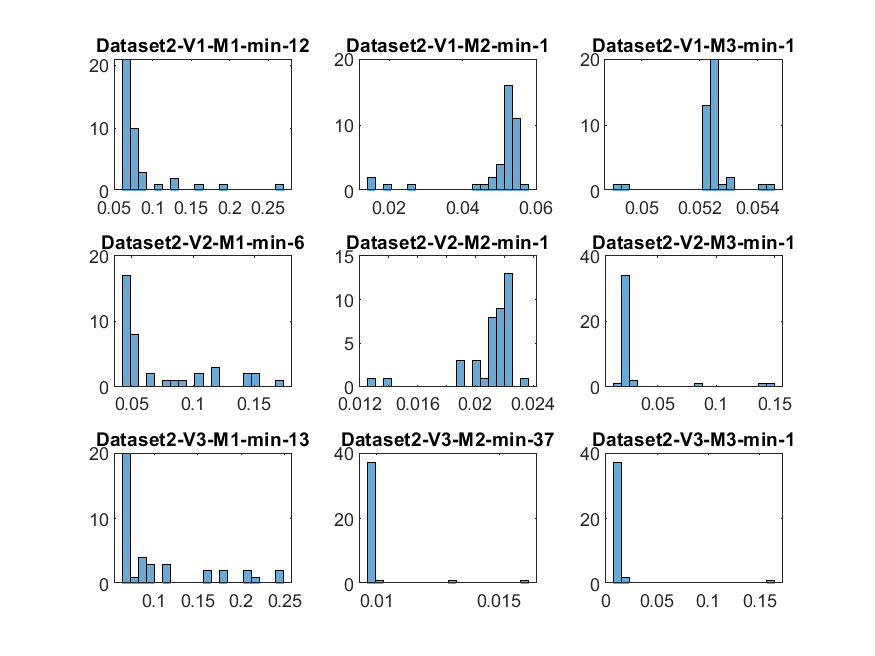 Dataset2-V1-M1-min-12
Dataset2-V1-M2-min-1
Dataset2-V1-M3-min-1
20
10
0
0.05 0.1 0.15 0.2 0.25
20
10
0
0.02 0.04 0.06
20
10
0
0.05 0.052 0.054
Dataset2-V2-M1-min-6
Dataset2-V2-M2-min-1
Dataset2-V2-M3-min-1
20
10
0
0.05 0.1 0.15
15
10
5
0
0.012 0.016 0.02 0.024
40
20
0
0.05 0.1 0.15
Dataset2-V3-M1-min-13
Dataset2-V3-M2-min-37
Dataset2-V3-M3-min-1
20
10
0
0.1 0.15 0.2 0.25
40
20
0
0.01 0.015
40
20
0
0 0.05 0.1 0.15